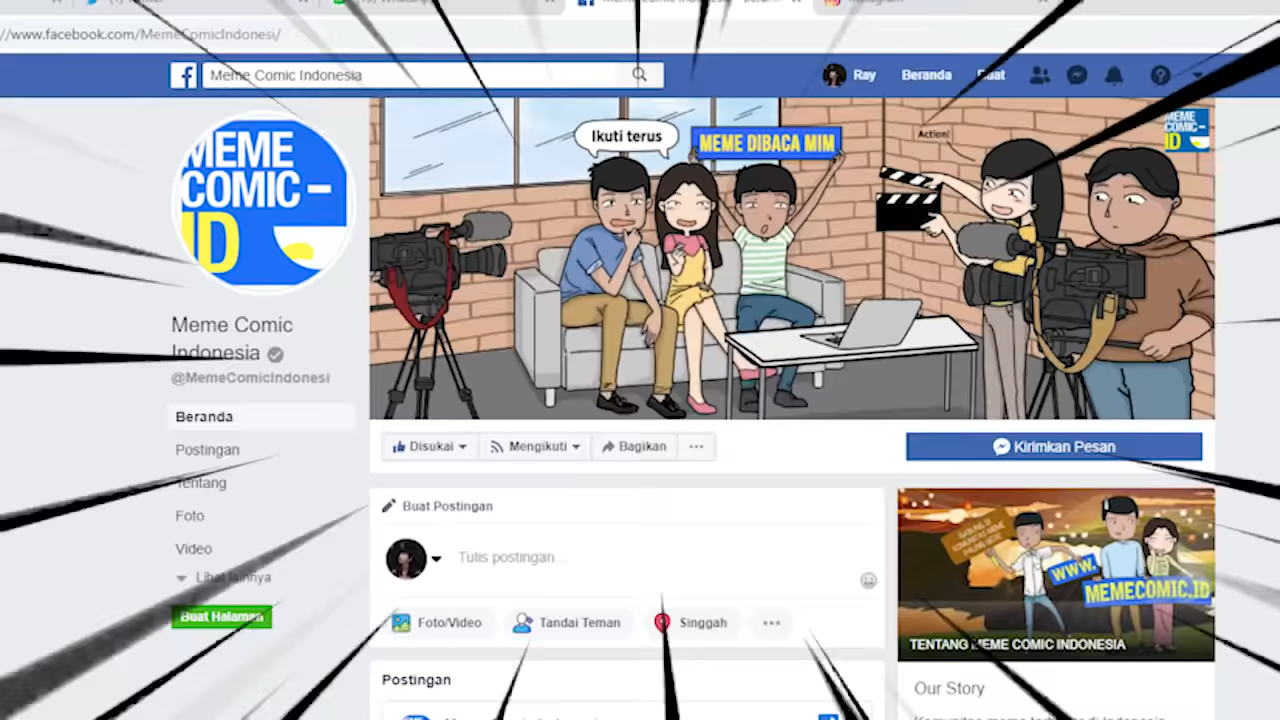 //www.facebook.com/MemeComicIndonesi/
Meme Comic Indonesia
Ray
Beranda
MEME
COMIC-
ID
Ikuti terus
MEME DIBACA MIM
Action!
MEME
COMIC-
ID
Meme Comic
Indonesia
@MemeComicIndonesi
Beranda
Postingan
Tentang
Foto
Video
Lihat lainnya
Buat Halaman
Disukai
Mengikuti
Bagikan
Kirimkan Pesan
Buat Postingan
Tulis postingan...
Foto/Video
Tandai Teman
Singgah
WWW.
MEMECOMIC.ID
TENTANG MEME COMIC INDONESIA
Postingan
Our Story